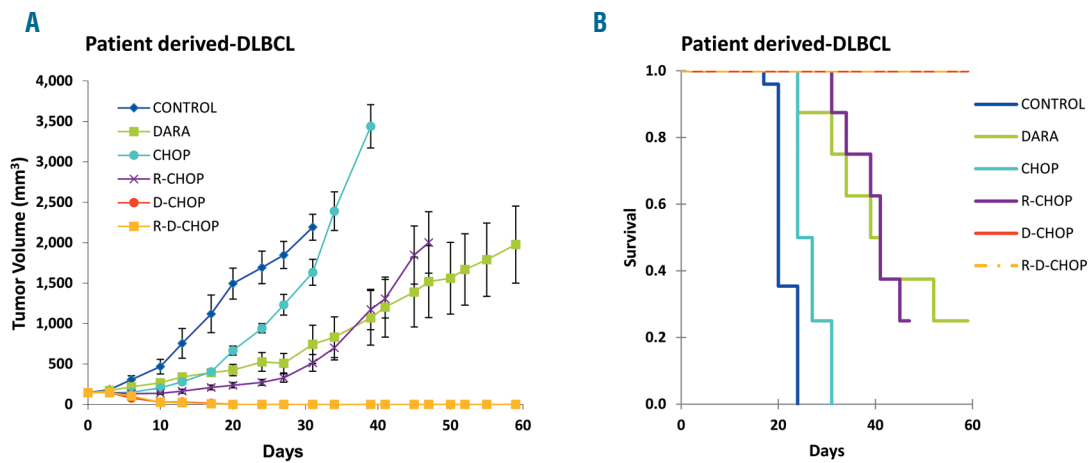 A
Patient derived-DLBCL
4,000
3,500
3,000
2,500
2,000
1,500
1,000
500
0
Tumor Volume (mm³)
0 10 20 30 40 50 60
Days
CONTROL
DARA
CHOP
R-CHOP
D-CHOP
R-D-CHOP
B
Patient derived-DLBCL
1.0
0.8
0.6
0.4
0.2
0.0
Survival
0 20 40 60
Days
CONTROL
DARA
CHOP
R-CHOP
D-CHOP
R-D-CHOP